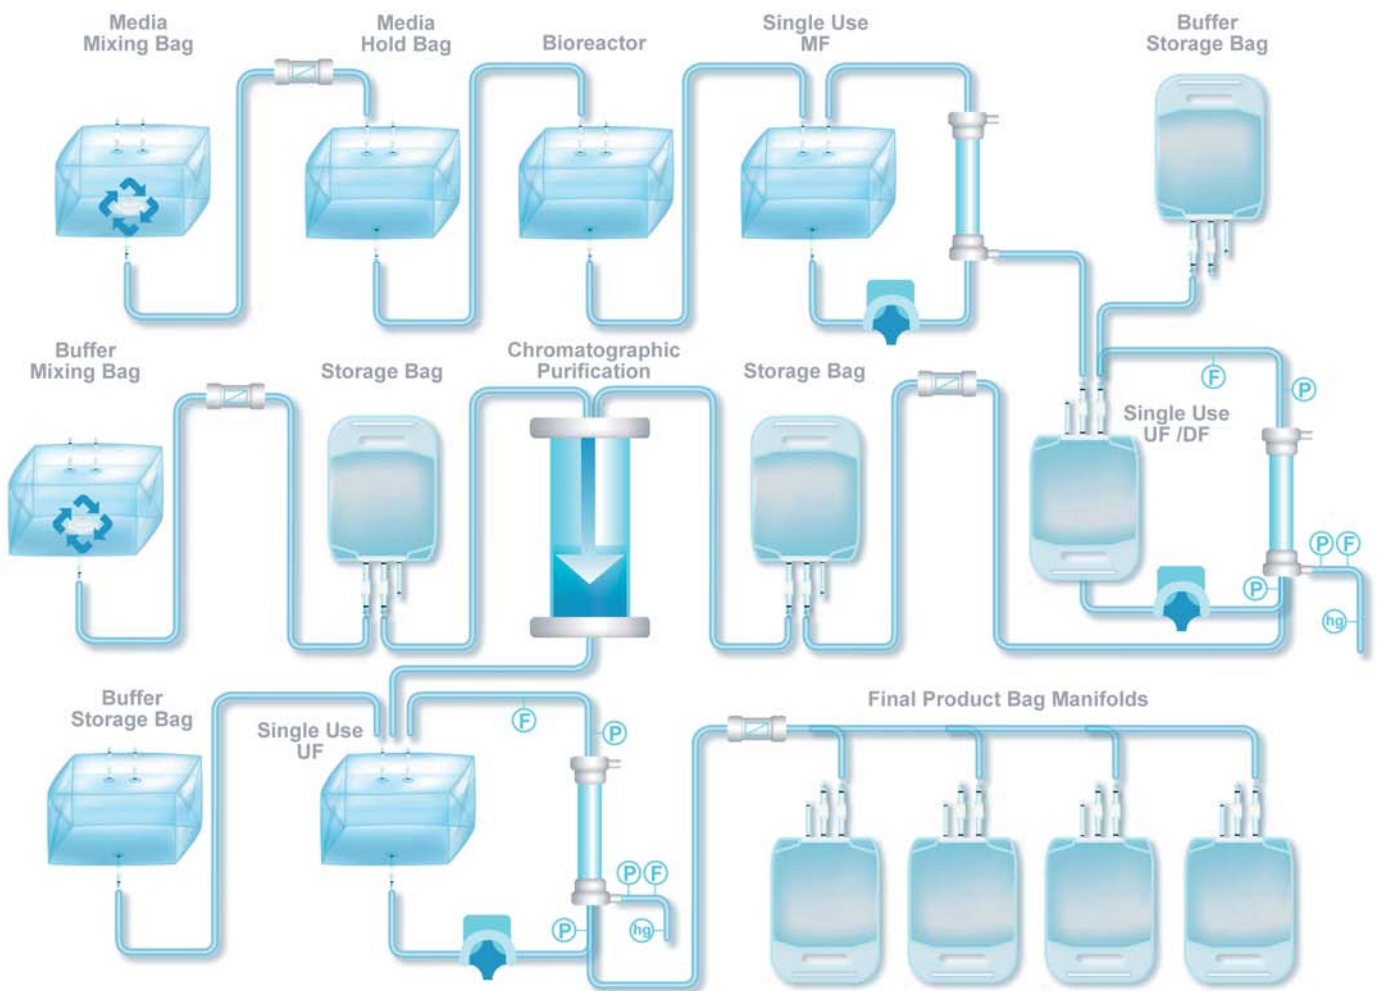 Media
Mixing Bag
Media
Hold Bag
Bioreactor
Single Use
MF
Buffer
Storage Bag
Buffer
Mixing Bag
Storage Bag
Chromatographic
Purification
Storage Bag
Single Use
UF /DF
F
P
P
F
P
hg
Buffer
Storage Bag
Single Use
UF
F
P
P
F
P
hg
Final Product Bag Manifolds